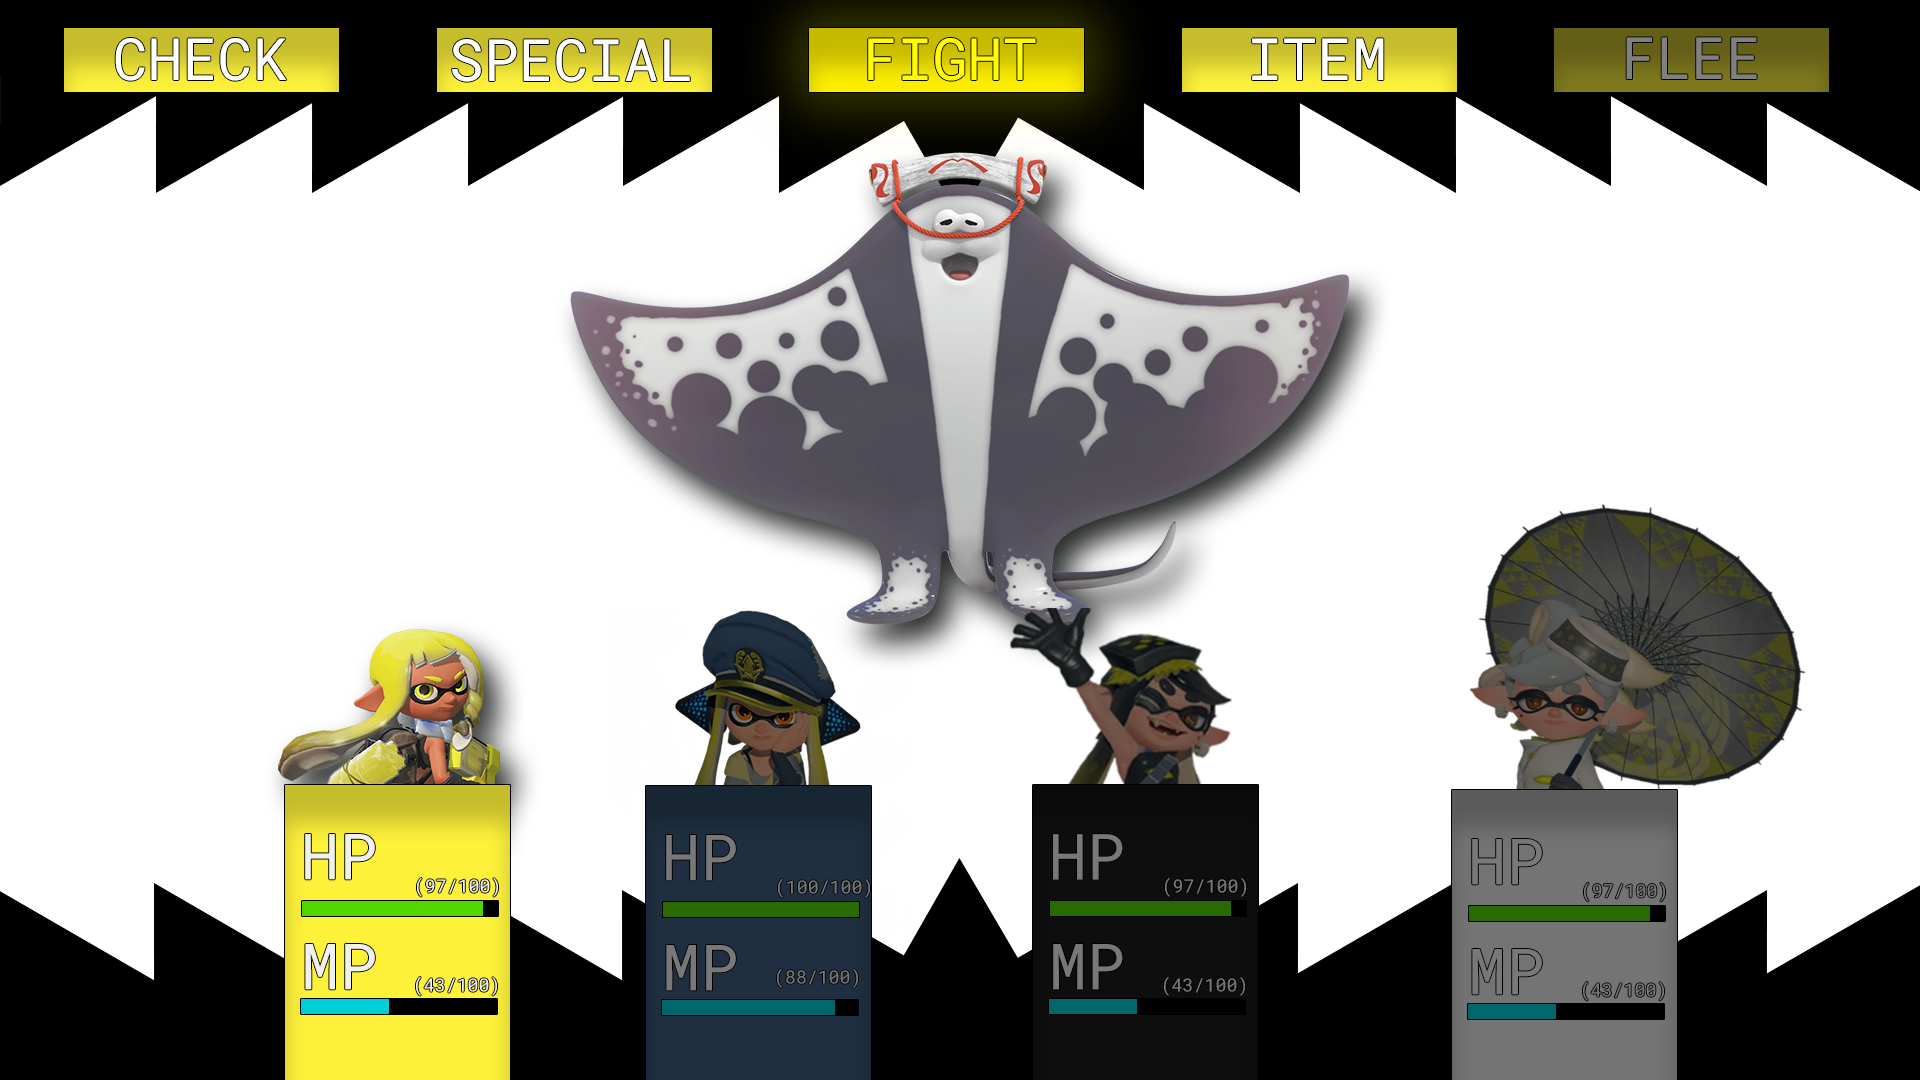 CHECK
SPECIAL
FIGHT
ITEM
FLEE
HP
(97/100)
MP
(43/100)
HP
(100/100)
MP
(88/100)
HP
(97/100)
MP
(43/100)
HP
(97/100)
MP
(43/100)